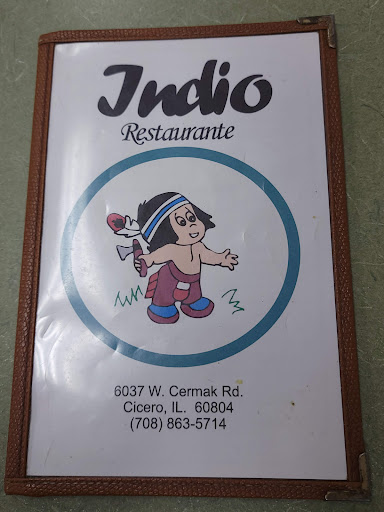 Indio
Restaurante
6037 W. Cermak Rd.
Cicero, IL. 60804
(708) 863-5714